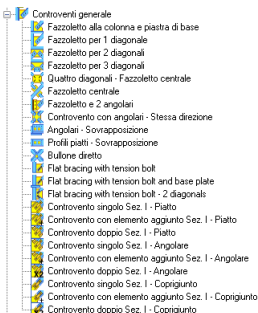 Controventi generale
Fazzoletto alla colonna e piastra di base
Fazzoletto per 1 diagonale
Fazzoletto per 2 diagonali
Fazzoletto per 3 diagonali
Quattro diagonali - Fazzoletto centrale
Fazzoletto centrale
Fazzoletto e 2 angolari
Controvento con angolari - Stessa direzione
Angolari - Sovrapposizione
Profili piatti - Sovrapposizione
Bullone diretto
Flat bracing with tension bolt
Flat bracing with tension bolt and base plate
Flat bracing with tension bolt - 2 diagonals
Controvento singolo Sez. I - Piatto
Controvento con elemento aggiunto Sez. I - Piatto
Controvento doppio Sez. I - Piatto
Controvento singolo Sez. I - Angolare
Controvento con elemento aggiunto Sez. I - Angolare
Controvento doppio Sez. I - Angolare
Controvento singolo Sez. I - Coprigiunto
Controvento con elemento aggiunto Sez. I - Coprigiunto
Controvento doppio Sez. I - Coprigiunto